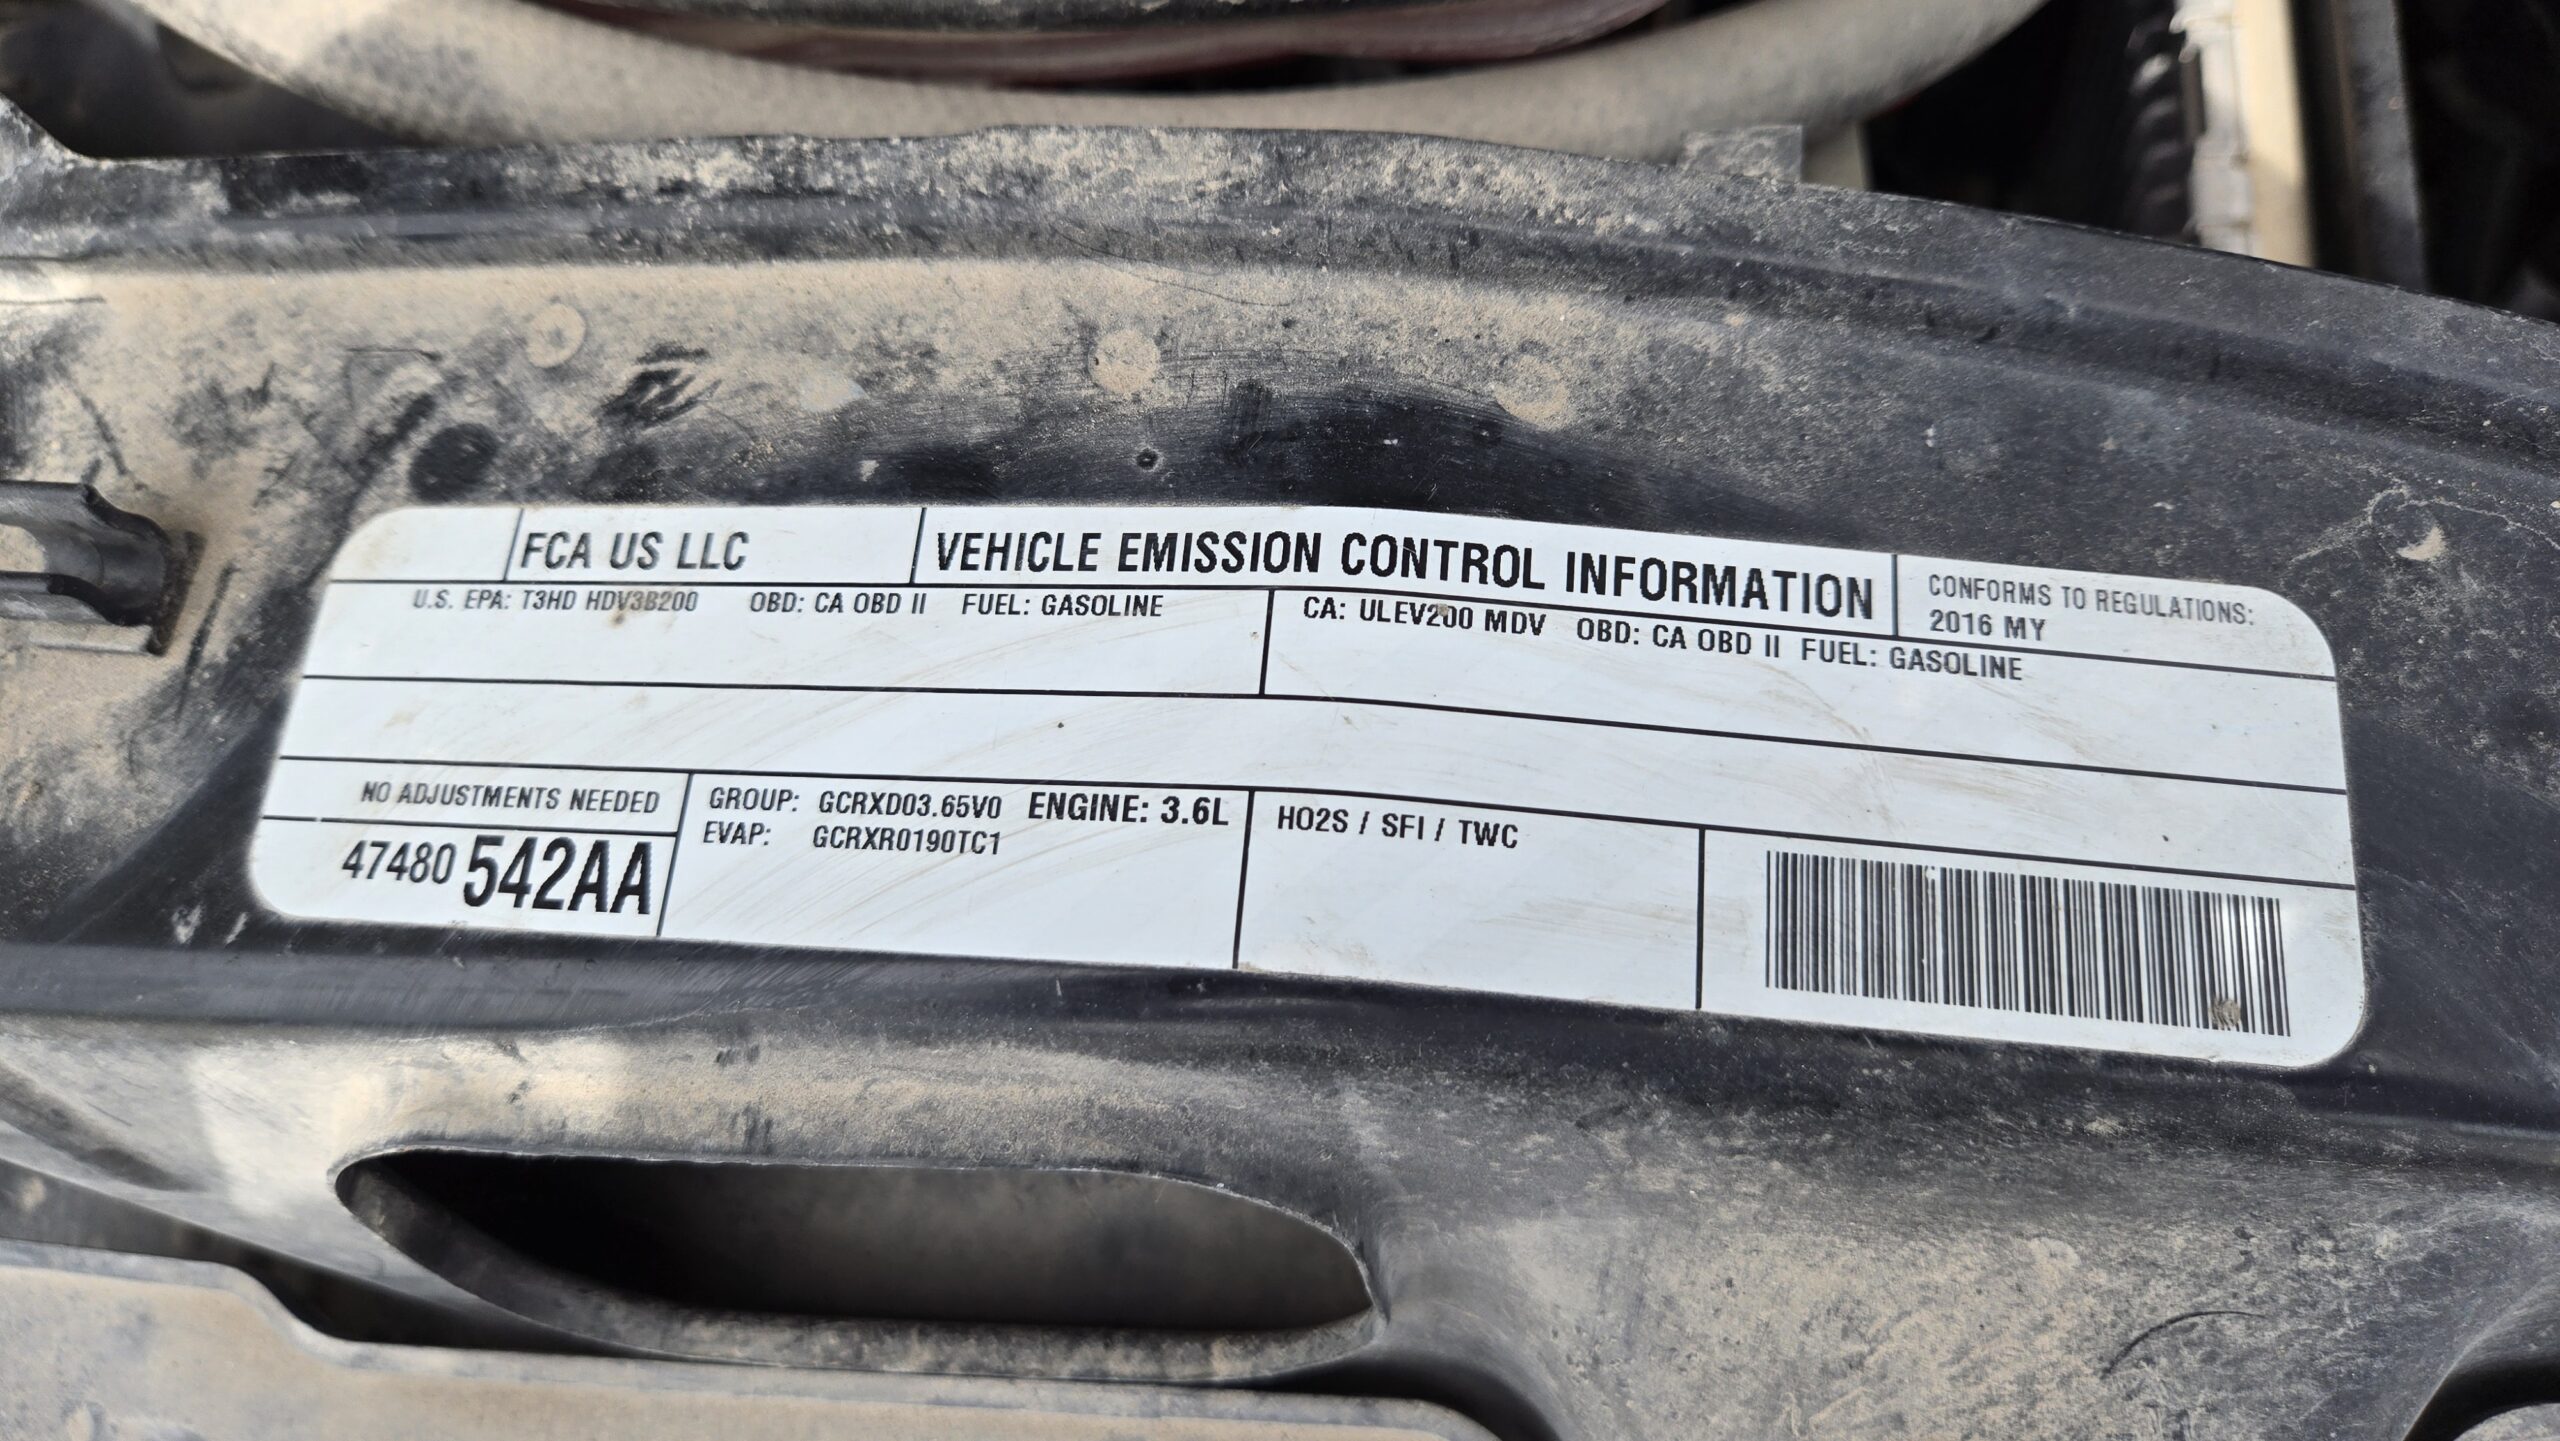 FCA US LLC
VEHICLE EMISSION CONTROL INFORMATION
CONFORMS TO REGULATIONS:
2016 MY
U.S. EPA: T3HD HDV3B200 OBD: CA OBD II FUEL: GASOLINE
CA: ULEV200 MDV OBD: CA OBD II FUEL: GASOLINE
NO ADJUSTMENTS NEEDED
47480 542AA
GROUP: GCRXD03.65V0 ENGINE: 3.6L
EVAP: GCRXR0190TC1
HO2S / SFI / TWC